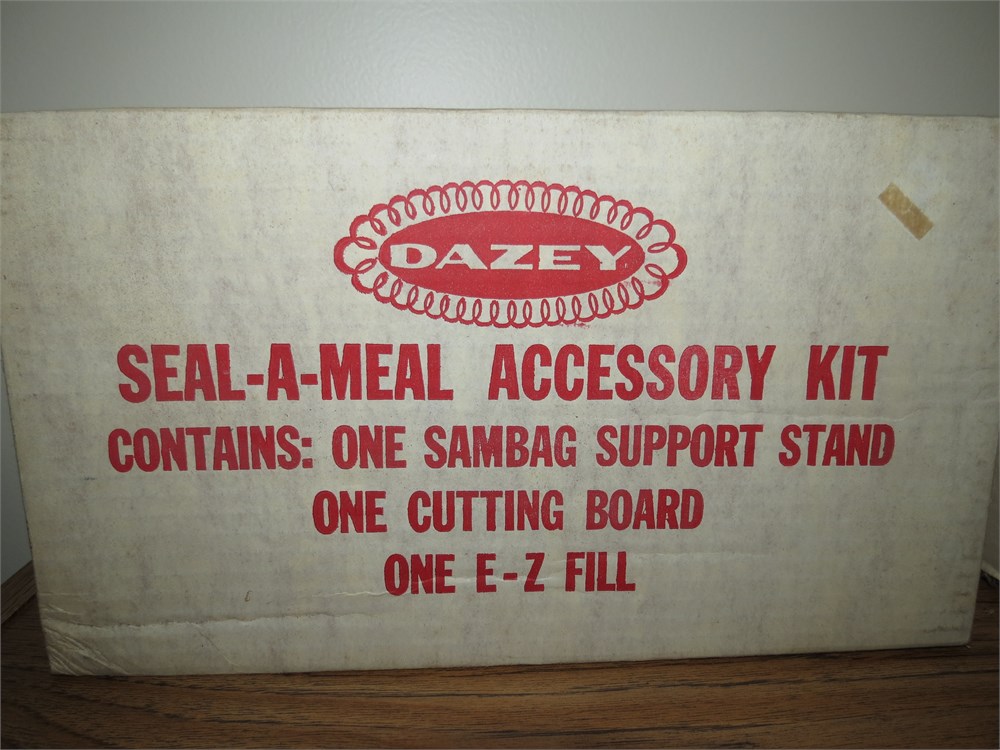 DAZEY
SEAL-A-MEAL ACCESSORY KIT
CONTAINS: ONE SAMBAG SUPPORT STAND
ONE CUTTING BOARD
ONE E-Z FILL